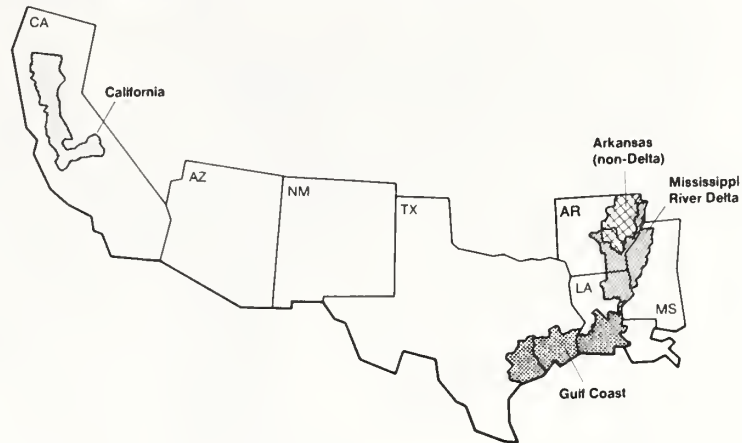 CA
California
AZ
NM
TX
Arkansas
(non-Delta)
Mississippi
River Delta
AR
LA
MS
Gulf Coast